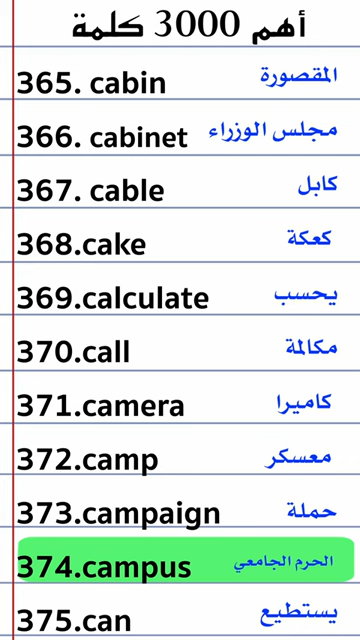 أهم 3000 كلمة
365. cabin المقصورة
366. cabinet مجلس الوزراء
367. cable كابل
368.cake كعكة
369.calculate يحسب
370.call مكالمة
371.camera كاميرا
372.camp معسكر
373.campaign حملة
374.campus الحرم الجامعي
375.can يستطيع